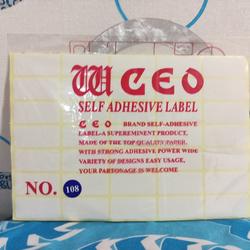 W CEO
SELF ADHESIVE LABEL
CEO BRAND SELF-ADHESIVE
LABEL-A SUPEREMINENT PRODUCT,
MADE OF THE TOP QUALITY PAPER,
WITH STRONG ADHESIVE POWER WIDE
VARIETY OF DESIGNS EASY USAGE,
YOUR PARTONAGE IS WELCOME
NO. 108